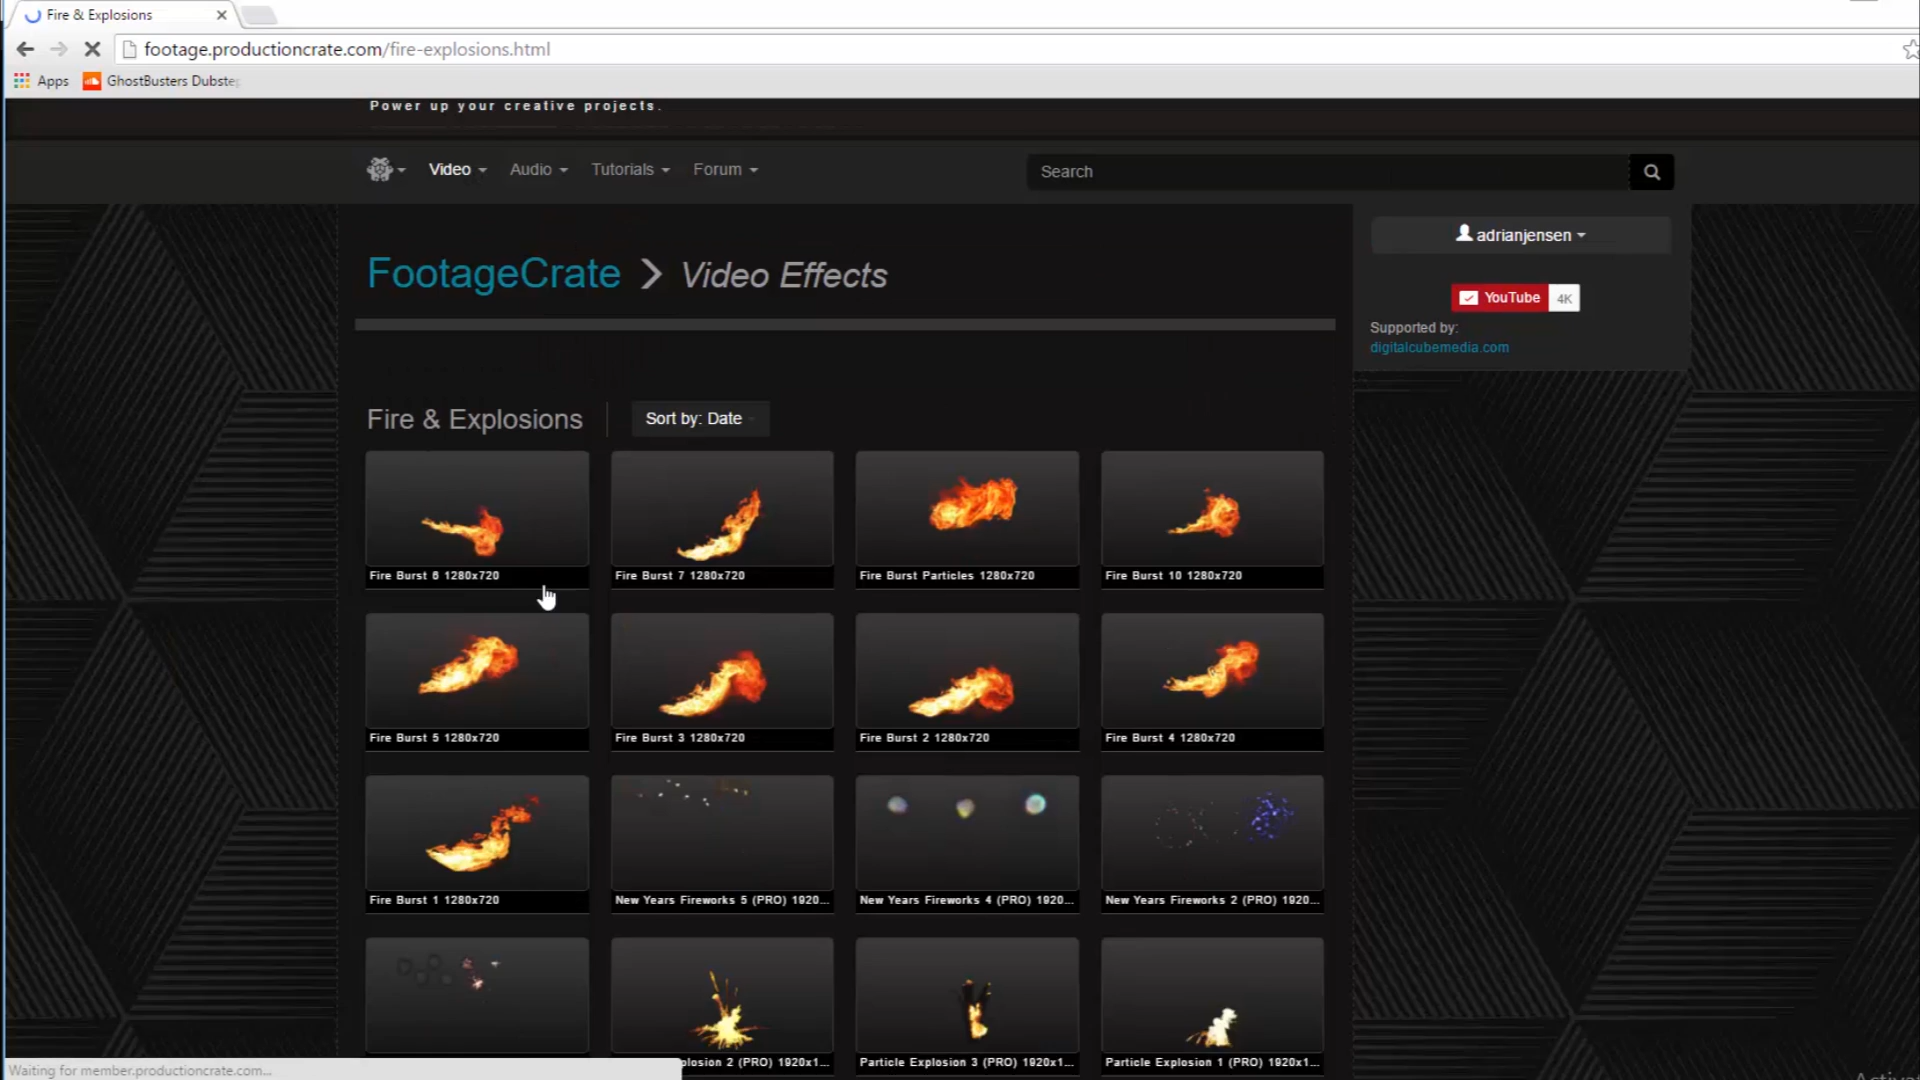 Fire & Explosions
footage.productioncrate.com/fire-explosions.html
Apps GhostBusters Dubste
Power up your creative projects.
Video Audio Tutorials Forum Search
adrianjensen
FootageCrate > Video Effects
YouTube 4K
Supported by:
digitalcubemedia.com
Fire & Explosions Sort by: Date
Fire Burst 6 1280x720 Fire Burst 7 1280x720 Fire Burst Particles 1280x720 Fire Burst 10 1280x720
Fire Burst 5 1280x720 Fire Burst 3 1280x720 Fire Burst 2 1280x720 Fire Burst 4 1280x720
Fire Burst 1 1280x720 New Years Fireworks 5 (PRO) 1920... New Years Fireworks 4 (PRO) 1920... New Years Fireworks 2 (PRO) 1920...
plosion 2 (PRO) 1920x1... Particle Explosion 3 (PRO) 1920x1... Particle Explosion 1 (PRO) 1920x1...
Waiting for member.productioncrate.com...